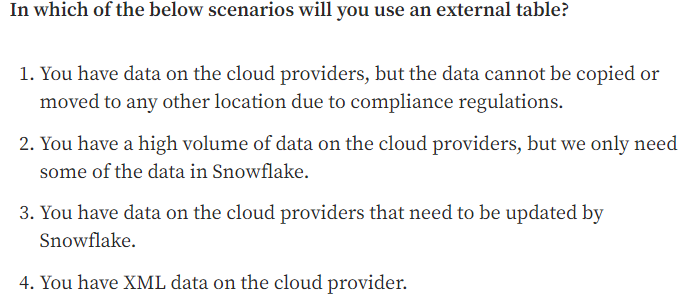 In which of the below scenarios will you use an external table?
1. You have data on the cloud providers, but the data cannot be copied or
moved to any other location due to compliance regulations.
2. You have a high volume of data on the cloud providers, but we only need
some of the data in Snowflake.
3. You have data on the cloud providers that need to be updated by
Snowflake.
4. You have XML data on the cloud provider.